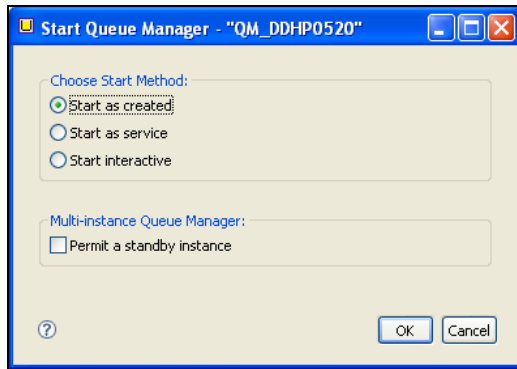 Start Queue Manager - "QM_DDHP0520"
Choose Start Method:
Start as created
Start as service
Start interactive
Multi-instance Queue Manager:
Permit a standby instance
?
OK
Cancel